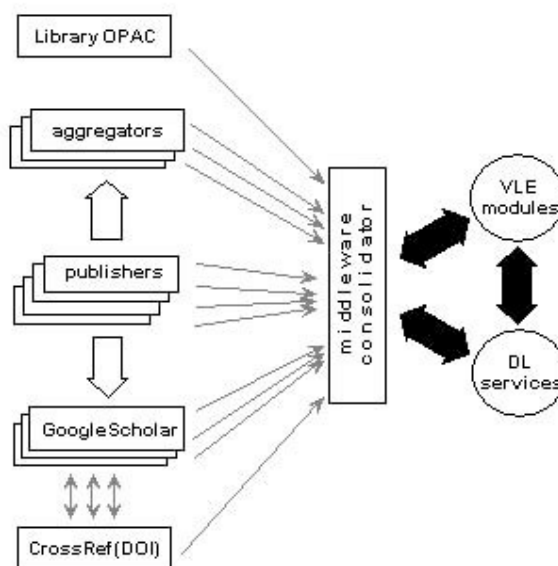 Library OPAC
aggregators
publishers
GoogleScholar
CrossRef(DOI)
middleware
consolidator
VLE
modules
DL
services